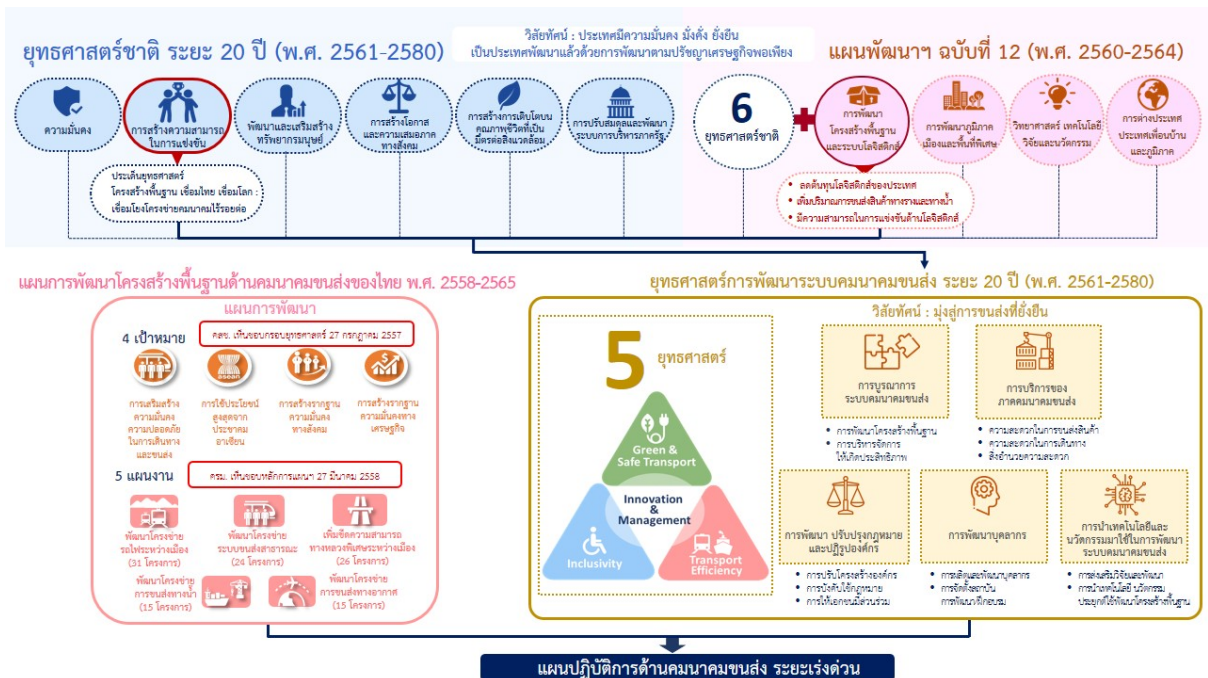 วิสัยทัศน์ : ประเทศมีความมั่นคง มั่งคั่ง ยั่งยืน
เป็นประเทศพัฒนาแล้วด้วยการพัฒนาตามปรัชญาเศรษฐกิจพอเพียง
ยุทธศาสตร์ชาติ ระยะ 20 ปี (พ.ศ. 2561-2580)
แผนพัฒนาฯ ฉบับที่ 12 (พ.ศ. 2560-2564)
ความมั่นคง
การสร้างความสามารถ
ในการแข่งขัน
พัฒนาและเสริมสร้าง
ทรัพยากรมนุษย์
การสร้างโอกาส
และความเสมอภาค
ทางสังคม
การสร้างการเติบโตบน
คุณภาพชีวิตที่เป็น
มิตรต่อสิ่งแวดล้อม
การปรับสมดุลและพัฒนา
ระบบการบริหารภาครัฐ
6
ยุทธศาสตร์ชาติ
การพัฒนา
โครงสร้างพื้นฐาน
และระบบโลจิสติกส์
การพัฒนาภูมิภาค
เมืองและพื้นที่พิเศษ
วิทยาศาสตร์ เทคโนโลยี
วิจัยและนวัตกรรม
การต่างประเทศ
ประเทศเพื่อนบ้าน
และภูมิภาค
ประเด็นยุทธศาสตร์
โครงสร้างพื้นฐาน เชื่อมไทย เชื่อมโลก :
เชื่อมโยงโครงข่ายคมนาคมไร้รอยต่อ
• ลดต้นทุนโลจิสติกส์ของประเทศ
• เพิ่มปริมาณการขนส่งสินค้าทางรางและทางน้ำ
• มีความสามารถในการแข่งขันด้านโลจิสติกส์
แผนการพัฒนาโครงสร้างพื้นฐานด้านคมนาคมขนส่งของไทย พ.ศ. 2558-2565
แผนการพัฒนา
4 เป้าหมาย
คสช. เห็นชอบกรอบยุทธศาสตร์ 27 กรกฎาคม 2557
asean
การเสริมสร้าง
ความมั่นคง
ความปลอดภัย
ในการเดินทาง
และขนส่ง
การใช้ประโยชน์
สูงสุดจาก
ประชาคม
อาเซียน
การสร้างรากฐาน
ความมั่นคง
ทางสังคม
การสร้างรากฐาน
ความมั่นคงทาง
เศรษฐกิจ
5 แผนงาน
ครม. เห็นชอบหลักการแผนฯ 27 มีนาคม 2558
พัฒนาโครงข่าย
รถไฟระหว่างเมือง
(31 โครงการ)
พัฒนาโครงข่าย
ระบบขนส่งสาธารณะ
(24 โครงการ)
เพิ่มขีดความสามารถ
ทางหลวงพิเศษระหว่างเมือง
(26 โครงการ)
พัฒนาโครงข่าย
การขนส่งทางน้ำ
(15 โครงการ)
พัฒนาโครงข่าย
การขนส่งทางอากาศ
(15 โครงการ)
ยุทธศาสตร์การพัฒนาระบบคมนาคมขนส่ง ระยะ 20 ปี (พ.ศ. 2561-2580)
วิสัยทัศน์ : มุ่งสู่การขนส่งที่ยั่งยืน
5 ยุทธศาสตร์
Green &
Safe Transport
Innovation
&
Management
Inclusivity
Transport
Efficiency
การบูรณาการ
ระบบคมนาคมขนส่ง
• การพัฒนาโครงสร้างพื้นฐาน
• การบริหารจัดการ
ให้เกิดประสิทธิภาพ
การบริการของ
ภาคคมนาคมขนส่ง
• ความสะดวกในการขนส่งสินค้า
• ความสะดวกในการเดินทาง
• สิ่งอำนวยความสะดวก
การพัฒนา ปรับปรุงกฎหมาย
และปฏิรูปองค์กร
• การปรับโครงสร้างองค์กร
• การบังคับใช้กฎหมาย
• การให้เอกชนมีส่วนร่วม
การพัฒนาบุคลากร
• การผลิตและพัฒนาบุคลากร
• การจัดตั้งสถาบัน
การพัฒนาฝึกอบรม
การนำเทคโนโลยีและ
นวัตกรรมมาใช้ในการพัฒนา
ระบบคมนาคมขนส่ง
• การส่งเสริมวิจัยและพัฒนา
• การนำเทคโนโลยี นวัตกรรม
ประยุกต์ใช้พัฒนาโครงสร้างพื้นฐาน
แผนปฏิบัติการด้านคมนาคมขนส่ง ระยะเร่งด่วน